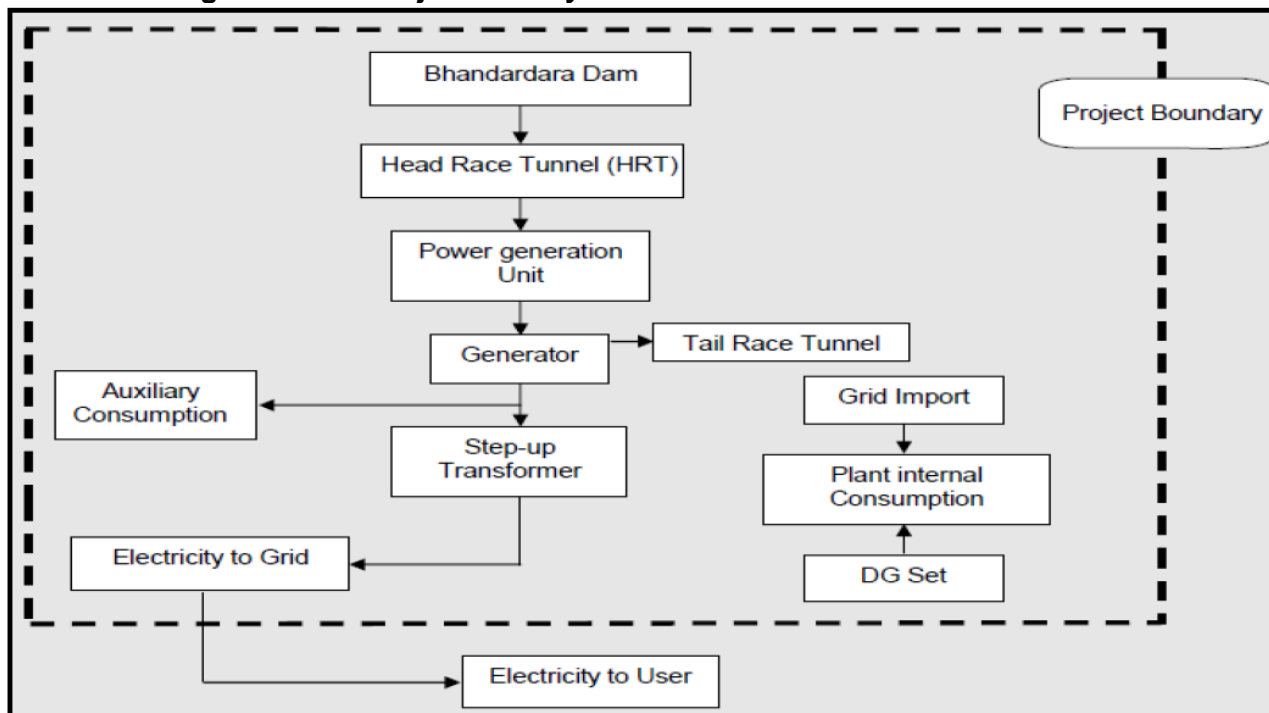 Bhandardara Dam
Project Boundary
Head Race Tunnel (HRT)
Power generation
Unit
Generator
Tail Race Tunnel
Auxiliary
Consumption
Grid Import
Step-up
Transformer
Plant internal
Consumption
Electricity to Grid
DG Set
Electricity to User